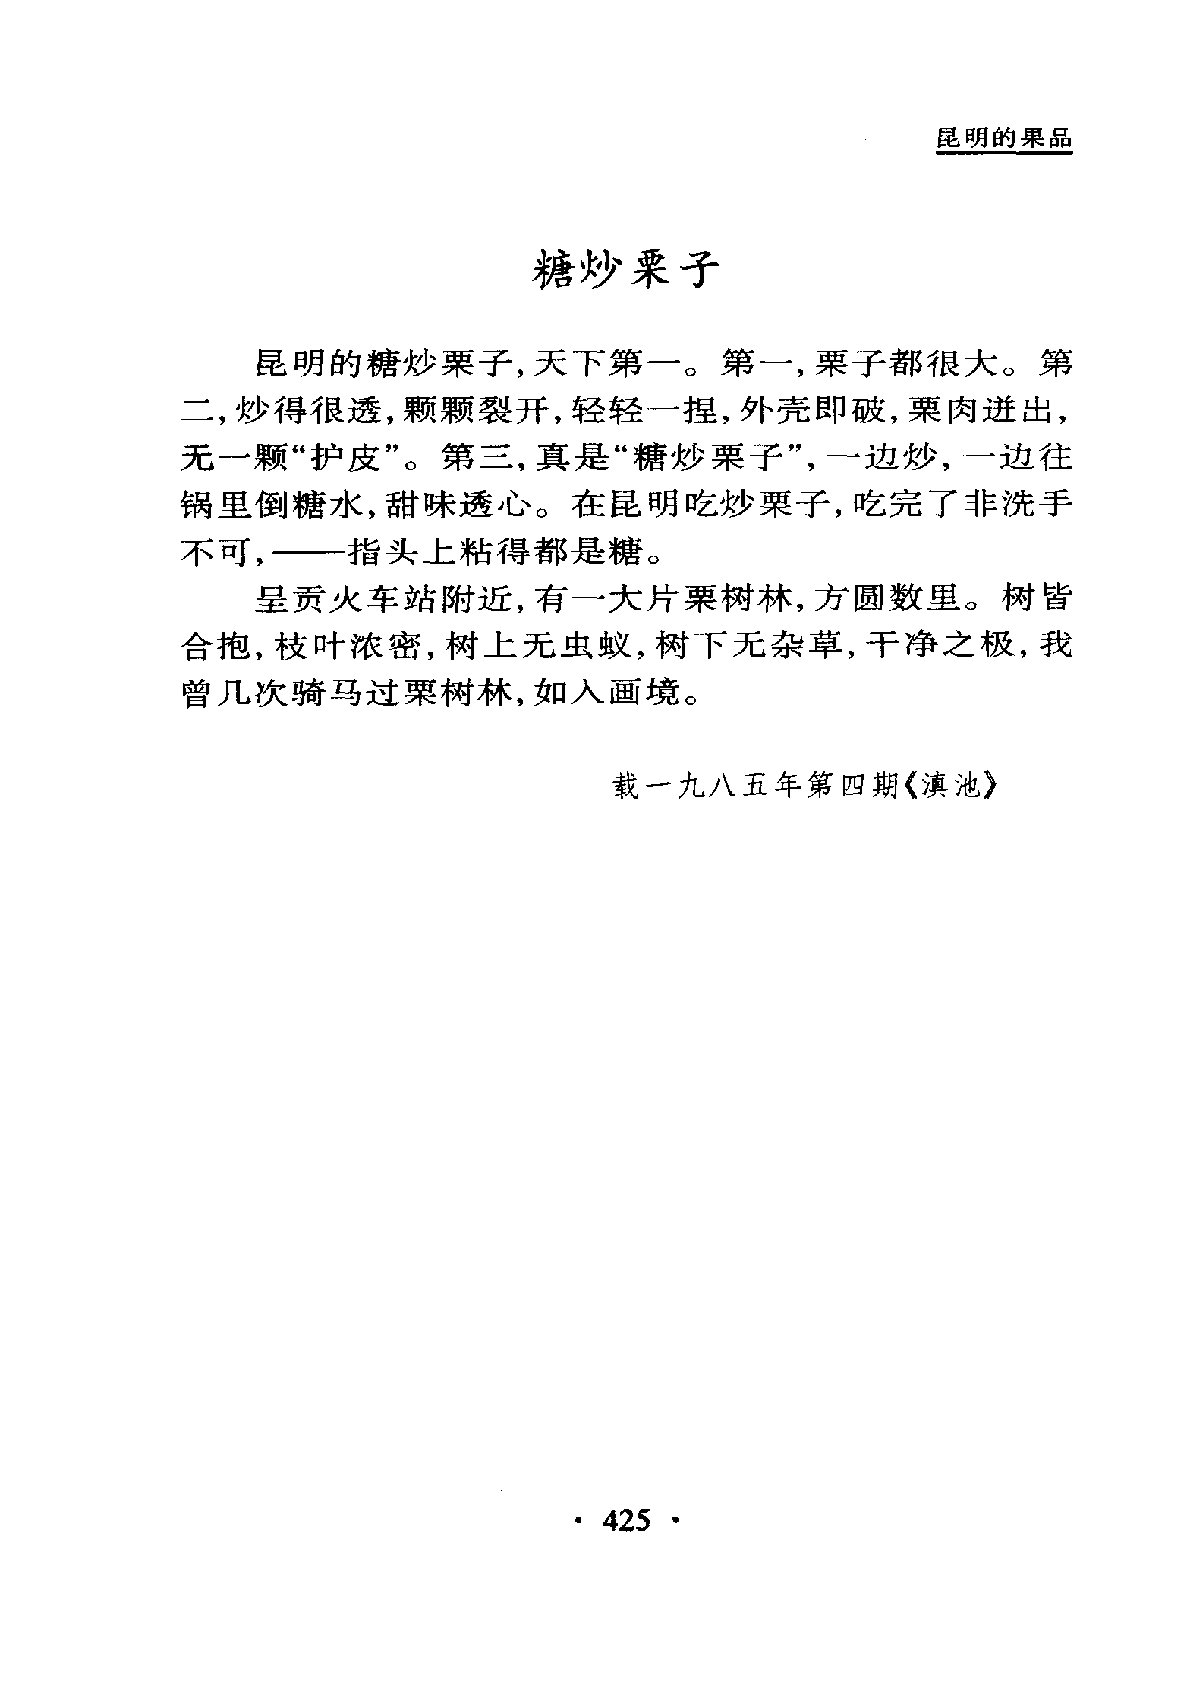 昆明的果品
糖炒栗子
昆明的糖炒栗子,天下第一。第一,栗子都很大。第
二,炒得很透,颗颗裂开,轻轻一捏,外壳即破,栗肉迸出,
无一颗“护皮”。第三,真是“糖炒栗子”,一边炒,一边往
锅里倒糖水,甜味透心。在昆明吃炒栗子,吃完了非洗手
不可,——指头上粘得都是糖。
呈贡火车站附近,有一大片栗树林,方圆数里。树皆
合抱,枝叶浓密,树上无虫蚁,树下无杂草,干净之极,我
曾几次骑马过栗树林,如入画境。
载一九八五年第四期《滇池》
· 425 ·